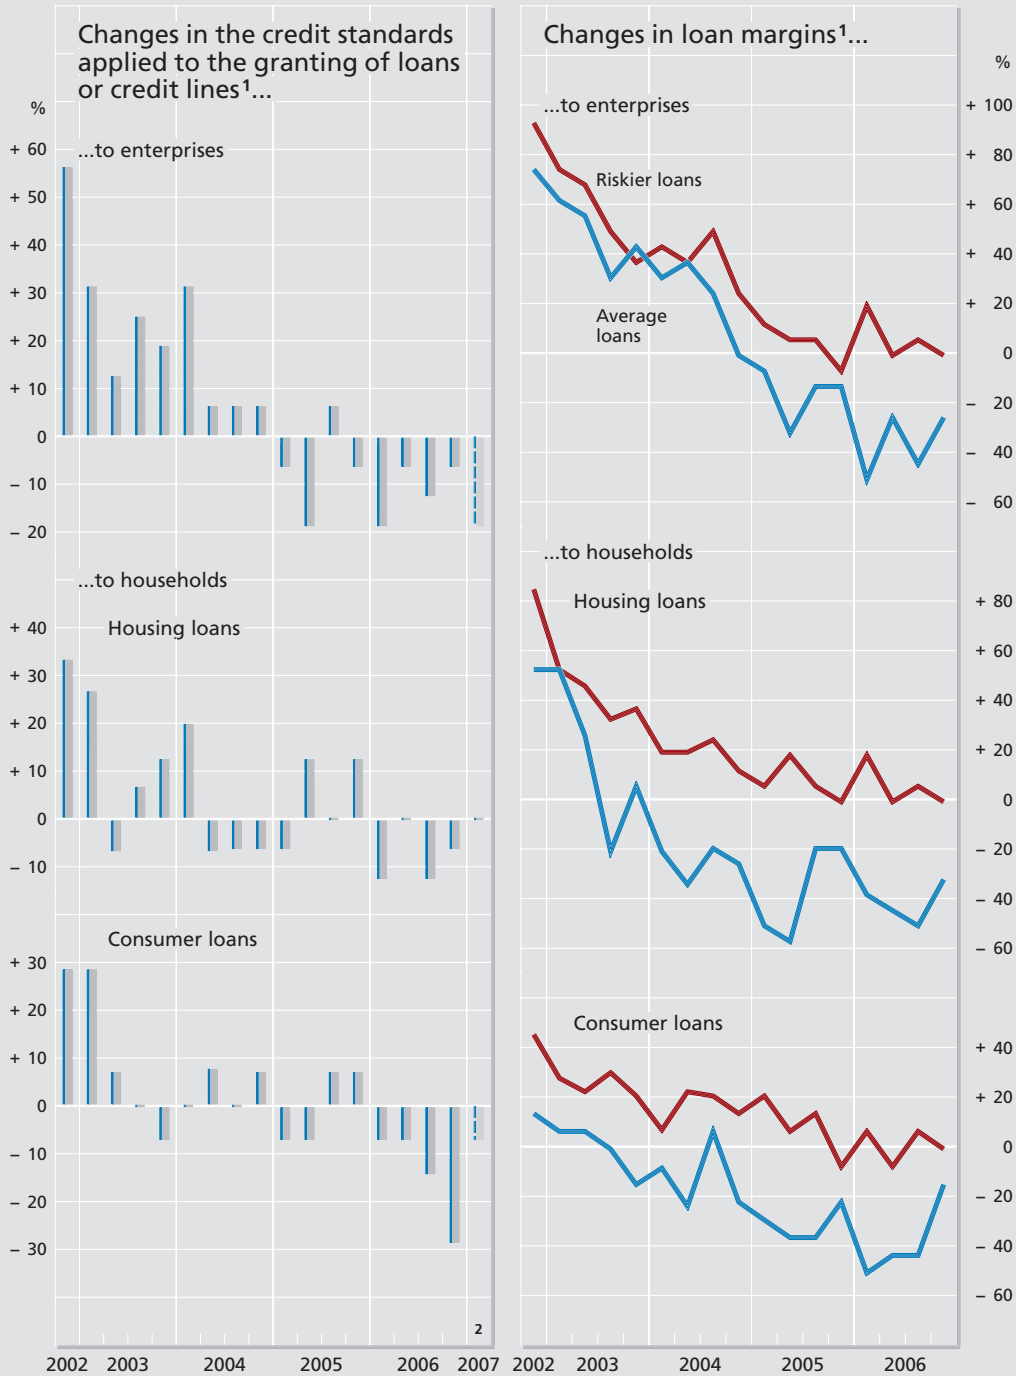 Changes in the credit standards
applied to the granting of loans
or credit lines¹...
%
...to enterprises
+ 60
+ 50
+ 40
+ 30
+ 20
+ 10
0
– 10
– 20
...to households
Housing loans
+ 40
+ 30
+ 20
+ 10
0
– 10
Consumer loans
+ 30
+ 20
+ 10
0
– 10
– 20
– 30
2
2002 2003 2004 2005 2006 2007
Changes in loan margins¹...
%
...to enterprises
+ 100
+ 80
Riskier loans
+ 60
+ 40
+ 20
Average
loans
0
– 20
– 40
– 60
...to households
Housing loans
+ 80
+ 60
+ 40
+ 20
0
– 20
– 40
– 60
Consumer loans
+ 40
+ 20
0
– 20
– 40
– 60
2002 2003 2004 2005 2006